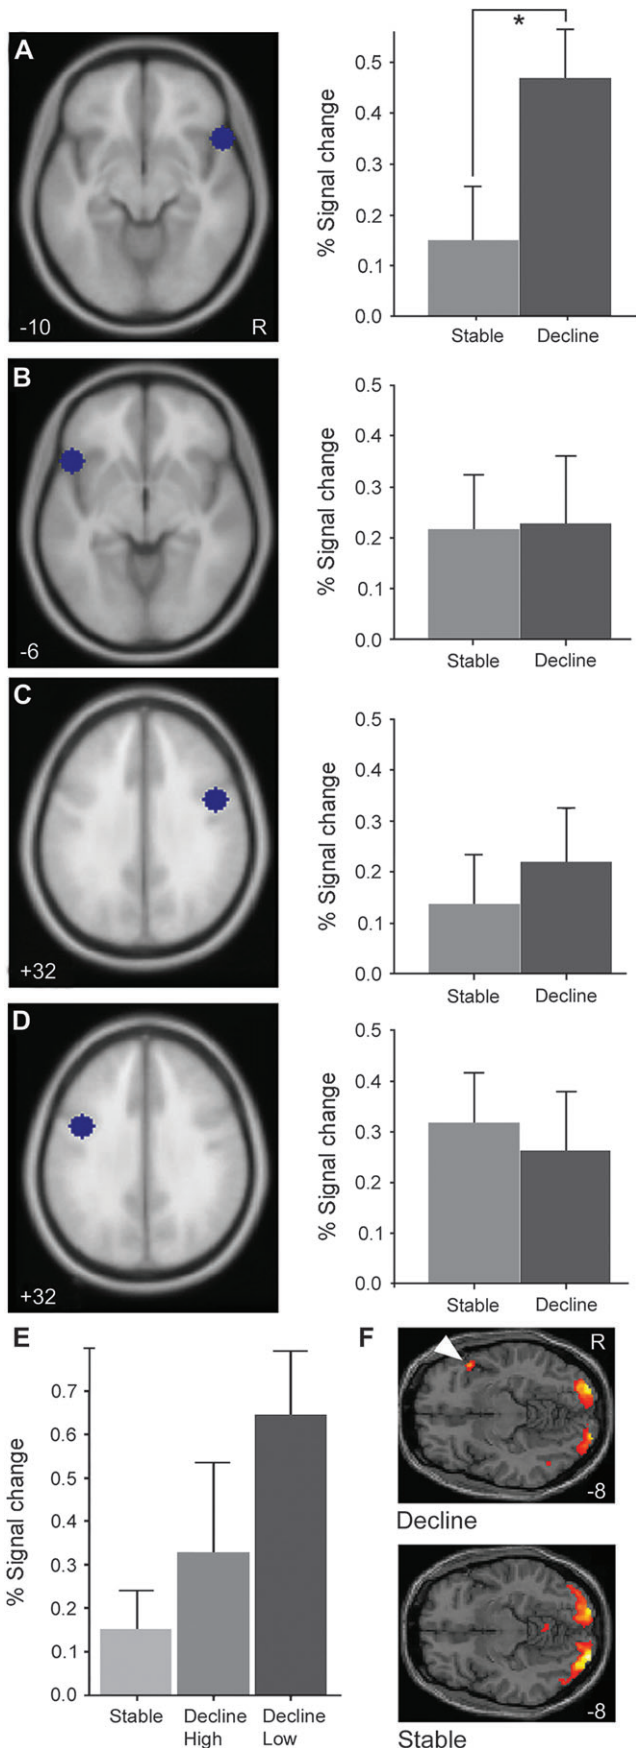 A
-10
R
% Signal change
0.5
0.4
0.3
0.2
0.1
0.0
*
Stable
Decline
B
-6
% Signal change
0.5
0.4
0.3
0.2
0.1
0.0
Stable
Decline
C
+32
% Signal change
0.5
0.4
0.3
0.2
0.1
0.0
Stable
Decline
D
+32
% Signal change
0.5
0.4
0.3
0.2
0.1
0.0
Stable
Decline
E
% Signal change
0.7
0.6
0.5
0.4
0.3
0.2
0.1
0.0
Stable
Decline
High
Decline
Low
F
R
-8
Decline
-8
Stable